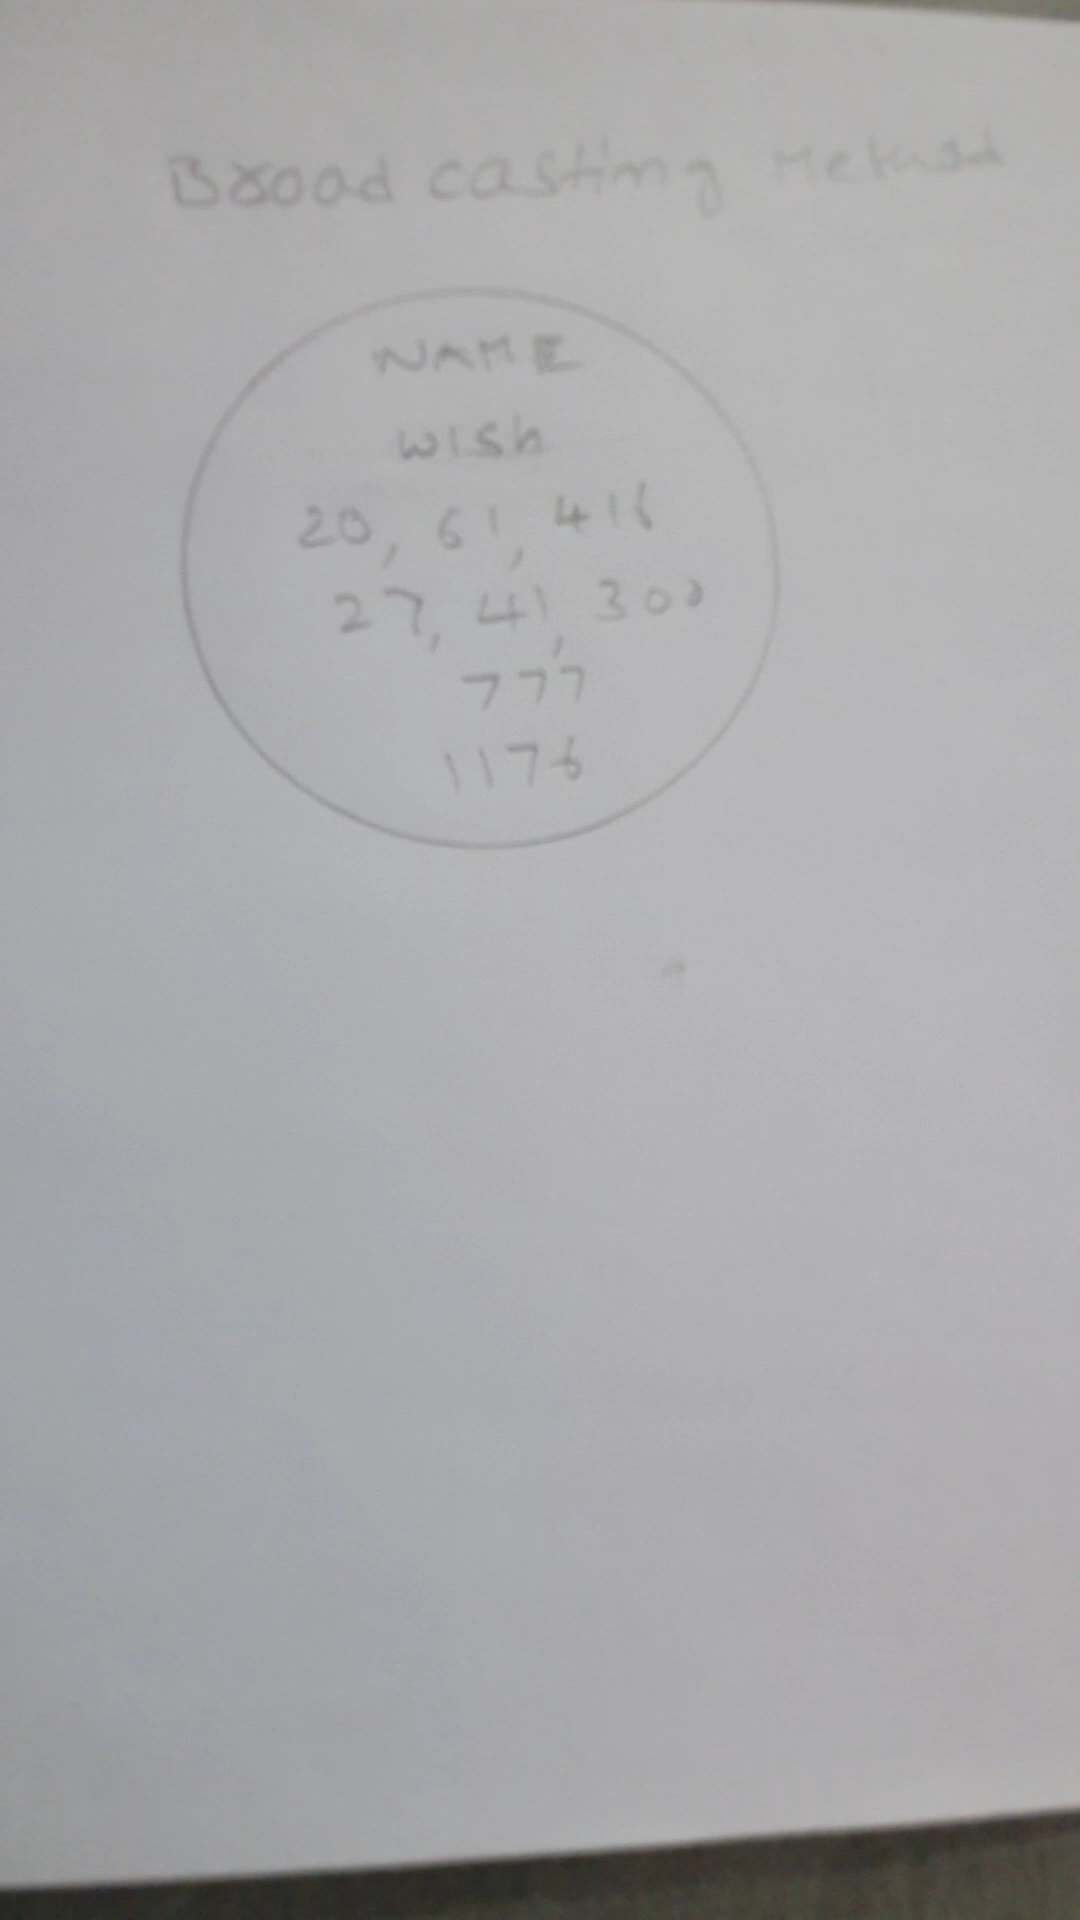 Broad casting Method
NAME
WISh
20, 61, 416
27, 41, 300
777
1176